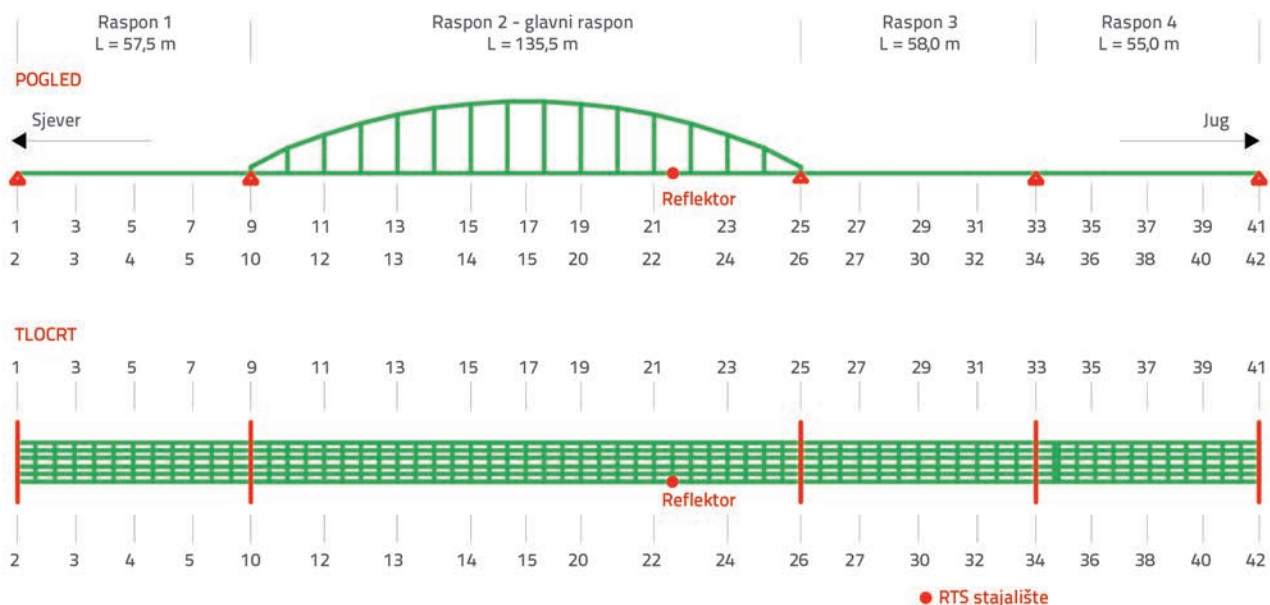 Raspon 1
L = 57,5 m
Raspon 2 - glavni raspon
L = 135,5 m
Raspon 3
L = 58,0 m
Raspon 4
L = 55,0 m
POGLED
Sjever
Jug
Reflektor
1 3 5 7 9 11 13 15 17 19 21 23 25 27 29 31 33 35 37 39 41
2 3 4 5 10 12 13 14 15 20 22 24 26 27 30 32 34 36 38 40 42
TLOCRT
1 3 5 7 9 11 13 15 17 19 21 23 25 27 29 31 33 35 37 39 41
Reflektor
2 3 4 5 10 12 13 14 15 20 22 24 26 27 30 32 34 36 38 40 42
RTS stajalište